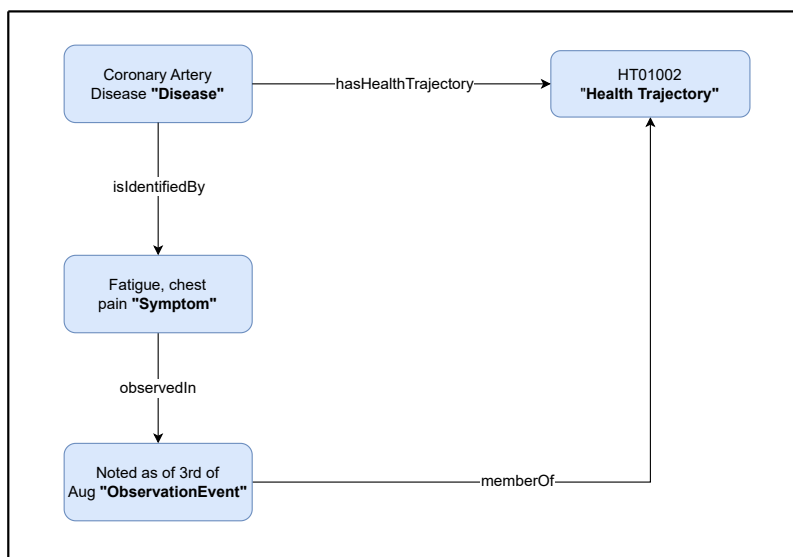 Coronary Artery
Disease "Disease"
hasHealthTrajectory
HT01002
"Health Trajectory"
isIdentifiedBy
Fatigue, chest
pain "Symptom"
observedIn
Noted as of 3rd of
Aug "ObservationEvent"
memberOf